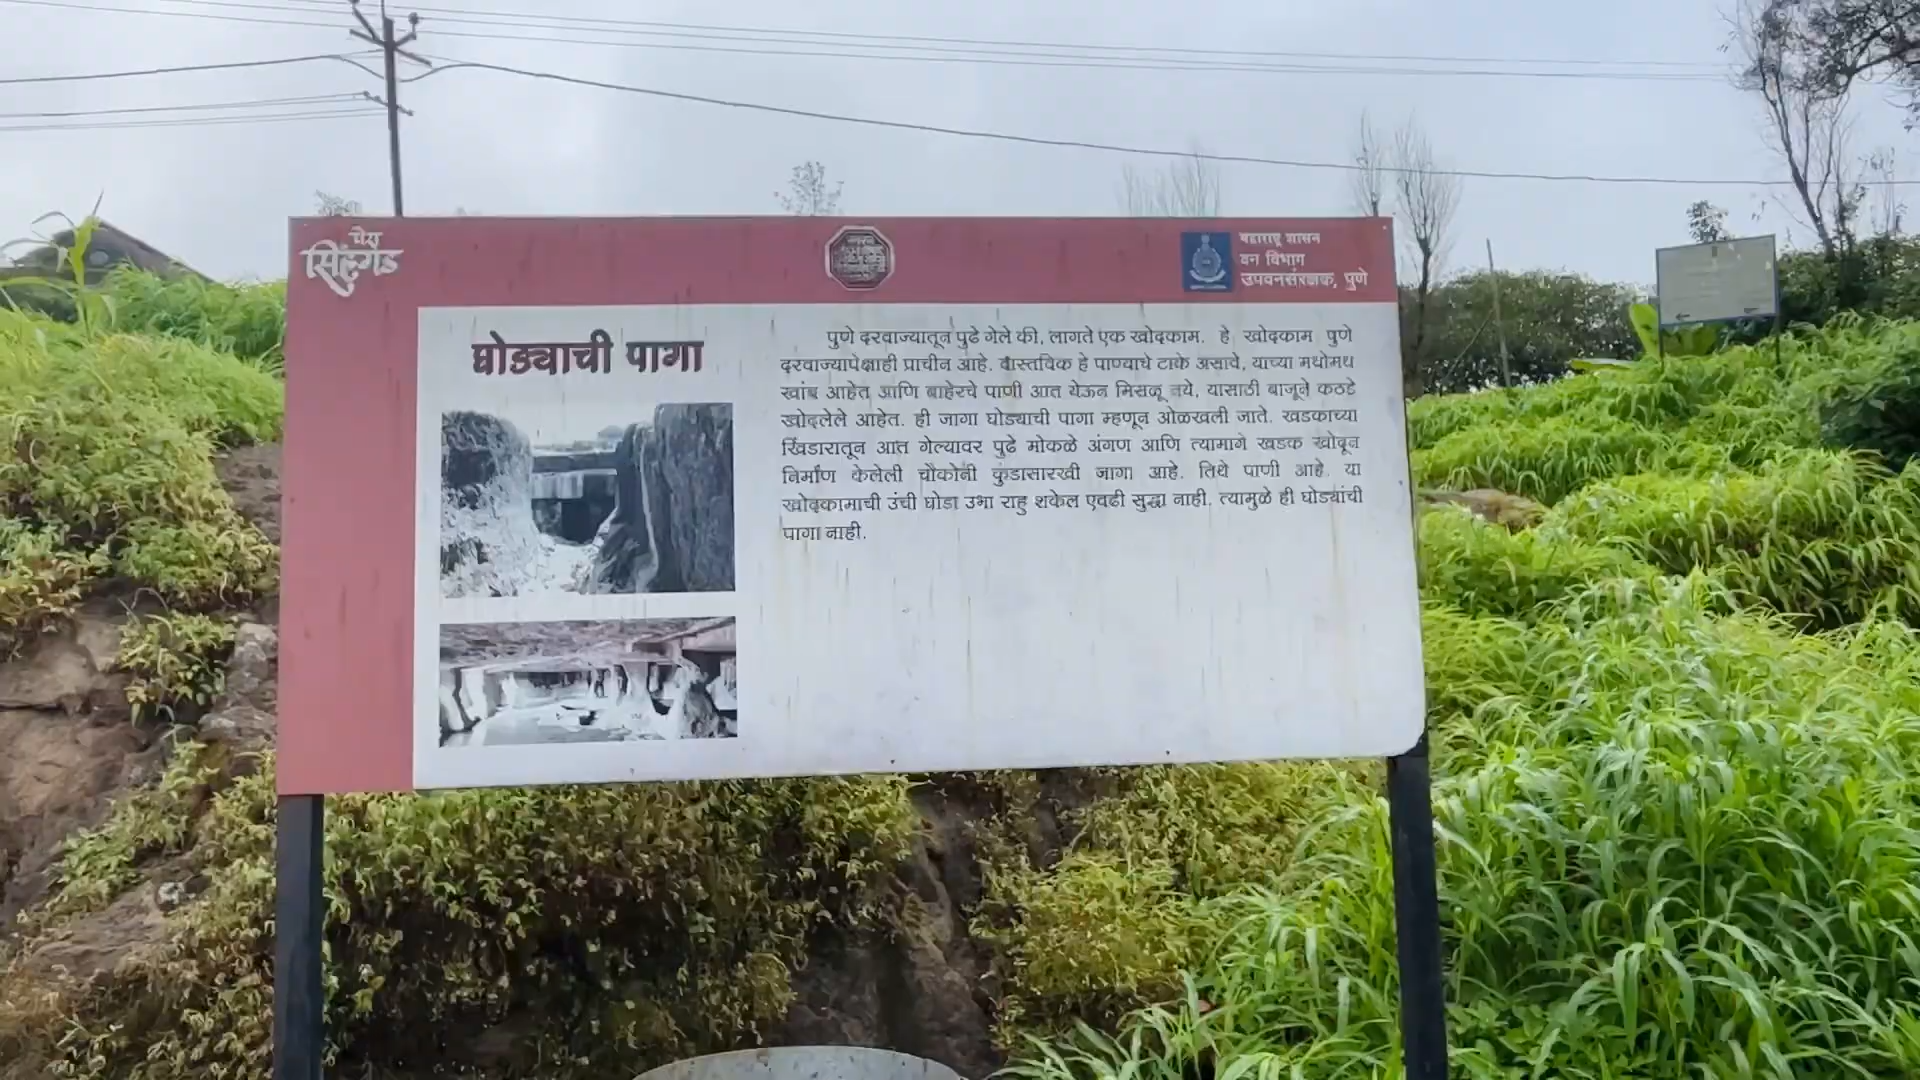 घेरा
सिंहगड
महाराष्ट्र शासन
वन विभाग
उपवनसंरक्षक, पुणे
घोड्याची पागा
पुणे दरवाज्यातून पुढे गेले की, लागते एक खोदकाम. हे खोदकाम पुणे
दरवाज्यापेक्षाही प्राचीन आहे. वास्तविक हे पाण्याचे टाके असावे, याच्या मधोमध
खांब आहेत आणि बाहेरचे पाणी आत येऊन मिसळू नये, यासाठी बाजूने कठडे
खोदलेले आहेत. ही जागा घोड्याची पागा म्हणून ओळखली जाते. खडकाच्या
खिंडारातून आत गेल्यावर पुढे मोकळे अंगण आणि त्यामागे खडक खोदून
निर्माण केलेली चौकोनी कुंडासारखी जागा आहे. तिथे पाणी आहे. या
खोदकामाची उंची घोडा उभा राहु शकेल एवढी सुद्धा नाही. त्यामुळे ही घोड्यांची
पागा नाही.